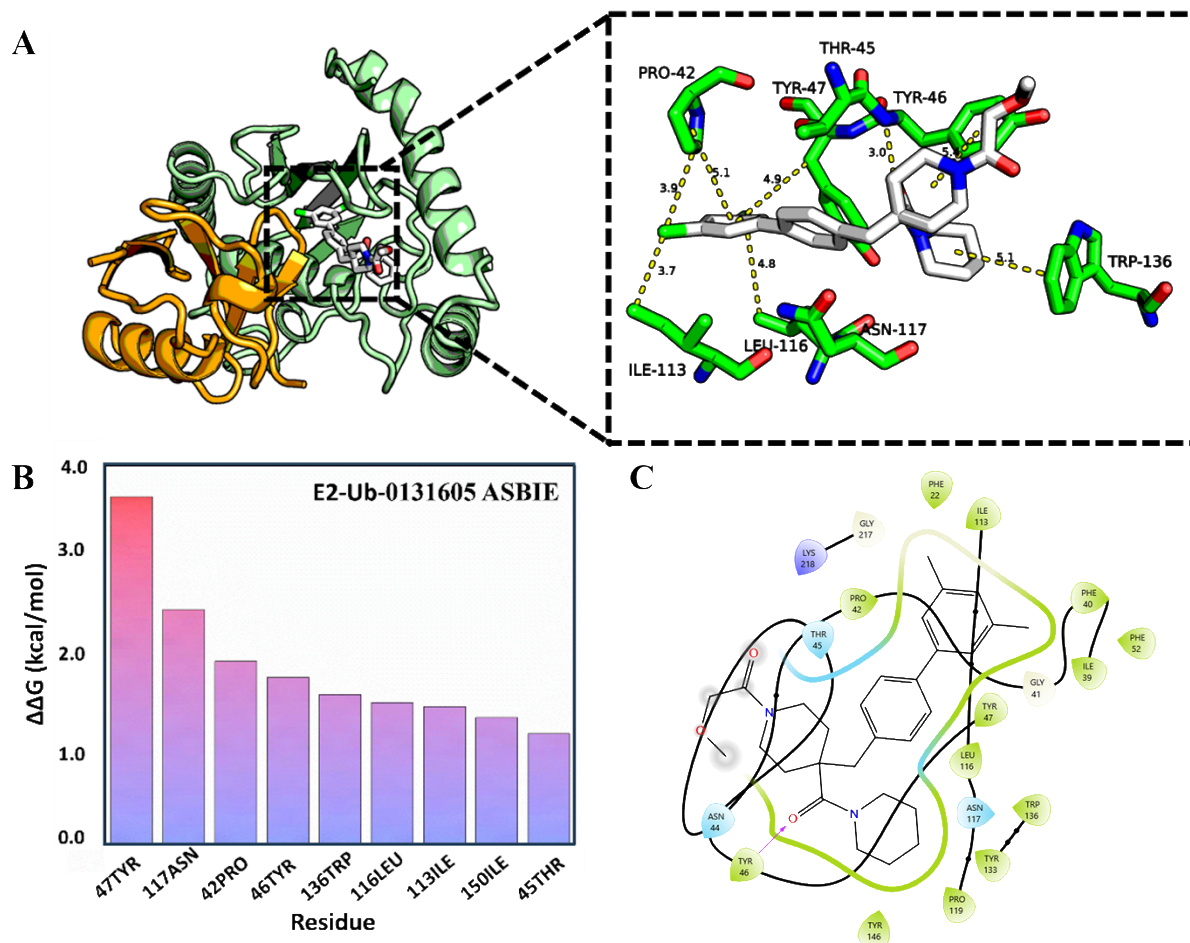 A
THR-45
PRO-42
TYR-47
TYR-46
3.0
5.1
3.9
4.9
3.7
4.8
5.1
TRP-136
ASN-117
LEU-116
ILE-113
B
E2-Ub-0131605 ASBIE
4.0
3.0
2.0
1.0
0.0
ΔΔG (kcal/mol)
47TYR
117ASN
42PRO
46TYR
136TRP
116LEU
113ILE
150ILE
45THR
Residue
C
PHE
22
ILE
113
GLY
217
LYS
218
PRO
42
PHE
40
THR
45
PHE
52
ILE
39
GLY
41
O
N
TYR
47
O
LEU
116
ASN
44
ASN
117
TRP
136
O
N
TYR
46
TYR
133
PRO
119
TYR
146